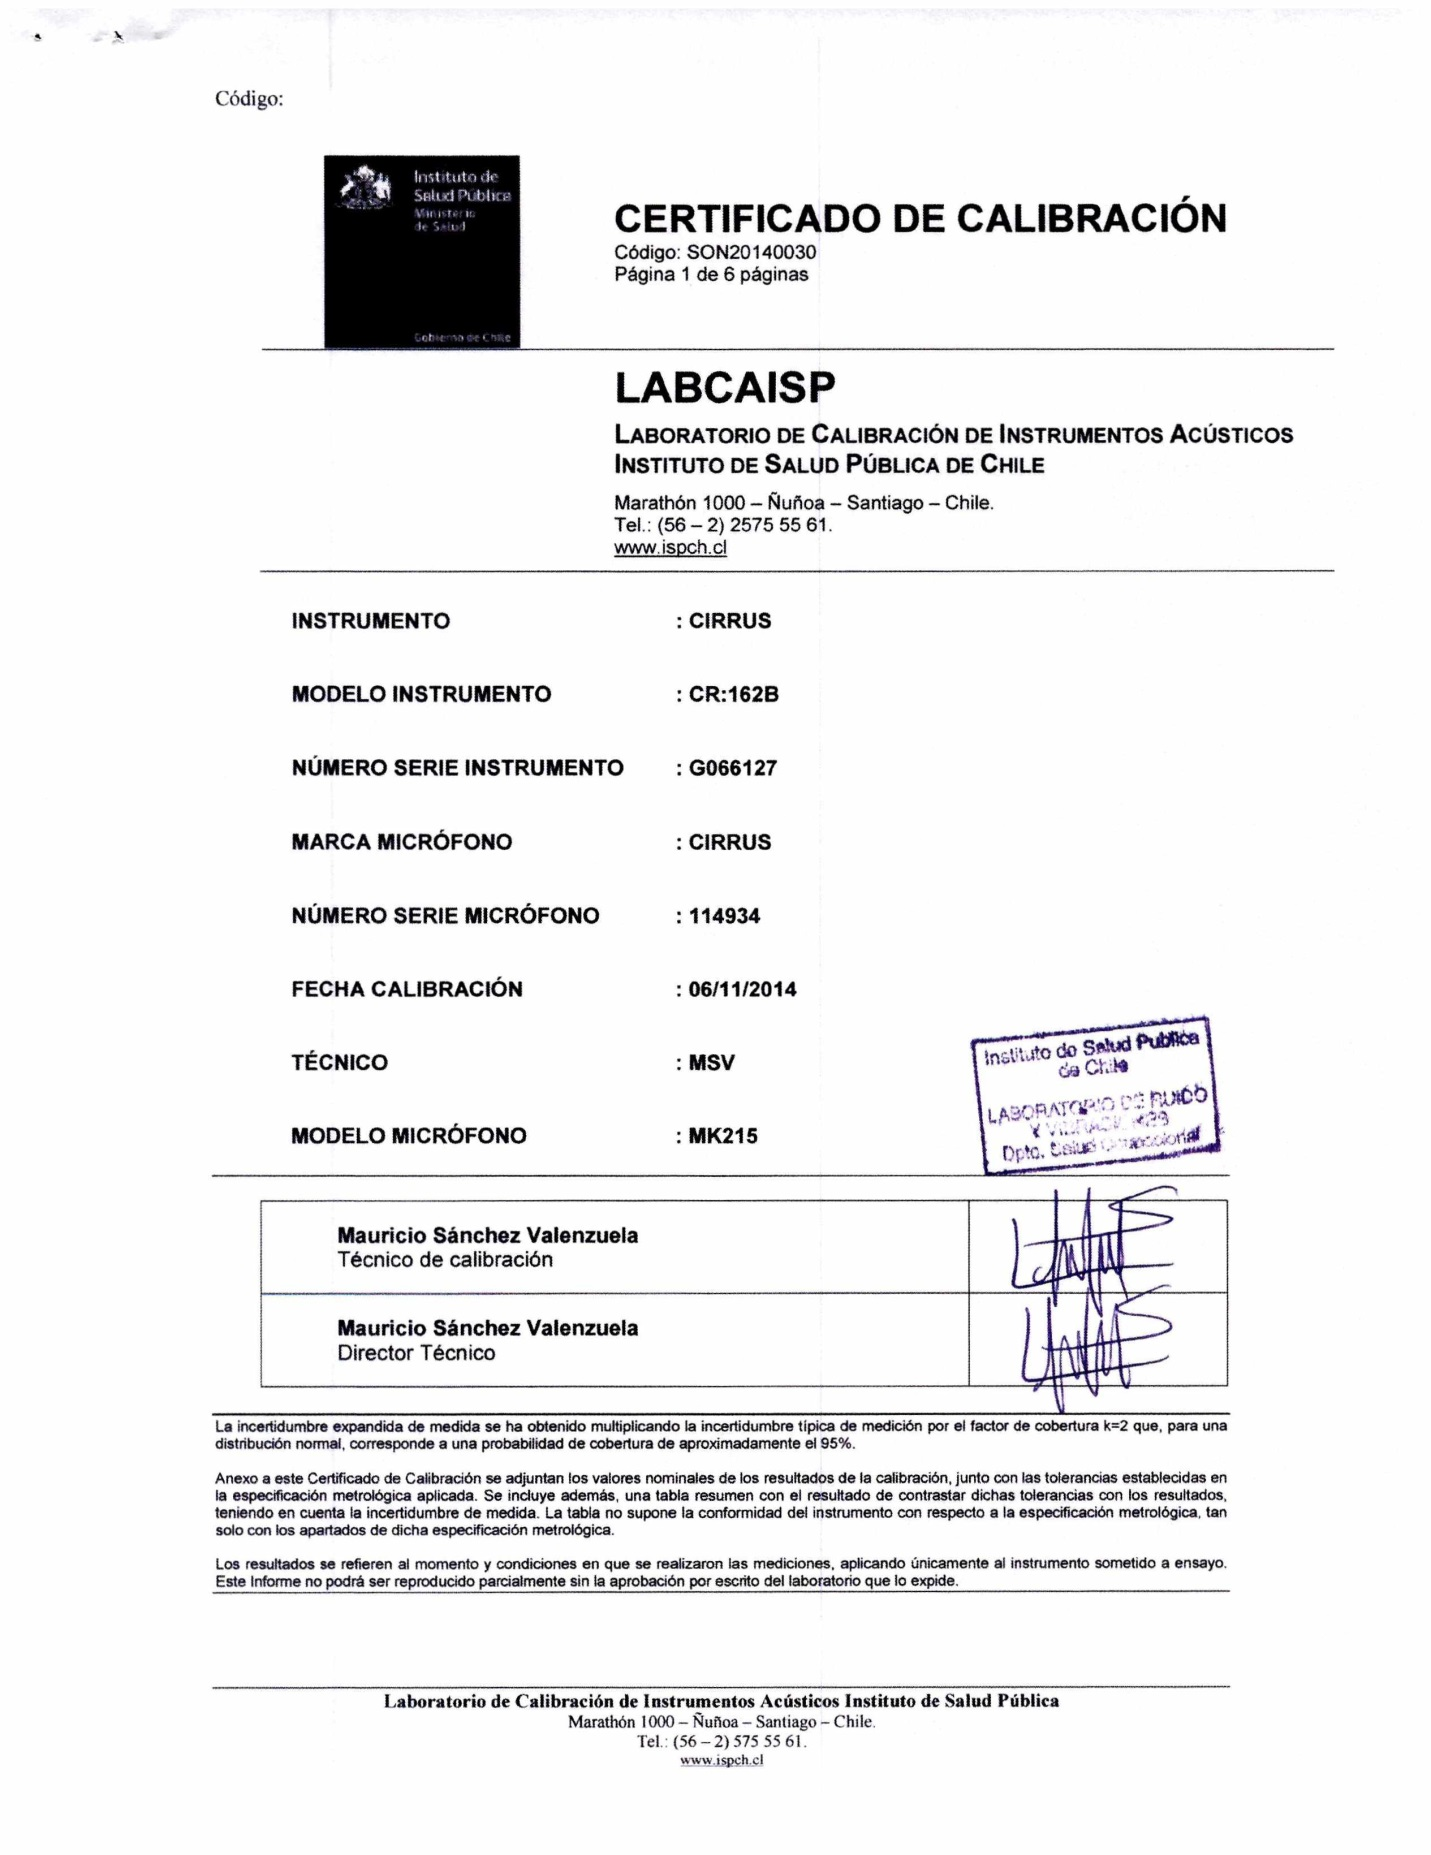 Código:
Instituto de
Salud Pública
Ministerio
de Salud
Gobierno de Chile
CERTIFICADO DE CALIBRACIÓN
Código: SON20140030
Página 1 de 6 páginas
LABCAISP
LABORATORIO DE CALIBRACIÓN DE INSTRUMENTOS ACÚSTICOS
INSTITUTO DE SALUD PÚBLICA DE CHILE
Marathón 1000 – Ñuñoa – Santiago – Chile.
Tel.: (56 – 2) 2575 55 61.
www.ispch.cl
INSTRUMENTO : CIRRUS
MODELO INSTRUMENTO : CR:162B
NÚMERO SERIE INSTRUMENTO : G066127
MARCA MICRÓFONO : CIRRUS
NÚMERO SERIE MICRÓFONO : 114934
FECHA CALIBRACIÓN : 06/11/2014
TÉCNICO : MSV
MODELO MICRÓFONO : MK215
Instituto de Salud Publica
de Chile
LABORATORIO DE RUIDO
Y
Dpto. Salud
Mauricio Sánchez Valenzuela
Técnico de calibración
Mauricio Sánchez Valenzuela
Director Técnico
La incertidumbre expandida de medida se ha obtenido multiplicando la incertidumbre típica de medición por el factor de cobertura k=2 que, para una
distribución normal, corresponde a una probabilidad de cobertura de aproximadamente el 95%.
Anexo a este Certificado de Calibración se adjuntan los valores nominales de los resultados de la calibración, junto con las tolerancias establecidas en
la especificación metrológica aplicada. Se incluye además, una tabla resumen con el resultado de contrastar dichas tolerancias con los resultados,
teniendo en cuenta la incertidumbre de medida. La tabla no supone la conformidad del instrumento con respecto a la especificación metrológica, tan
solo con los apartados de dicha especificación metrológica.
Los resultados se refieren al momento y condiciones en que se realizaron las mediciones, aplicando únicamente al instrumento sometido a ensayo.
Este Informe no podrá ser reproducido parcialmente sin la aprobación por escrito del laboratorio que lo expide.
Laboratorio de Calibración de Instrumentos Acústicos Instituto de Salud Pública
Marathón 1000 – Ñuñoa – Santiago – Chile.
Tel.: (56 – 2) 575 55 61.
www.ispch.cl